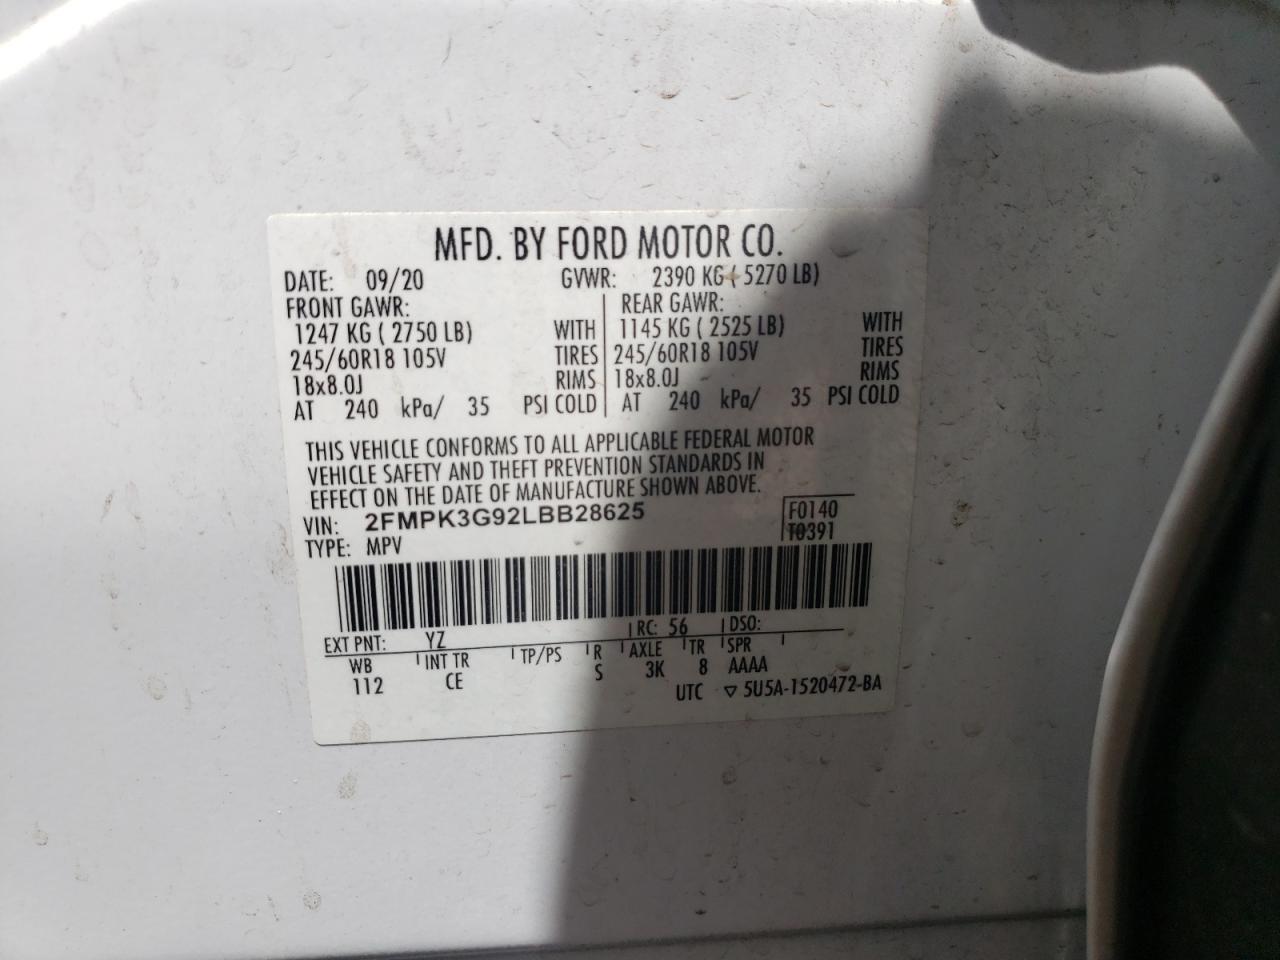 MFD. BY FORD MOTOR CO.
DATE: 09/20 GVWR: 2390 KG ( 5270 LB)
FRONT GAWR: REAR GAWR:
1247 KG ( 2750 LB) WITH 1145 KG ( 2525 LB) WITH
245/60R18 105V TIRES 245/60R18 105V TIRES
18x8.0J RIMS 18x8.0J RIMS
AT 240 kPa/ 35 PSI COLD AT 240 kPa/ 35 PSI COLD
THIS VEHICLE CONFORMS TO ALL APPLICABLE FEDERAL MOTOR
VEHICLE SAFETY AND THEFT PREVENTION STANDARDS IN
EFFECT ON THE DATE OF MANUFACTURE SHOWN ABOVE.
VIN: 2FMPK3G92LBB28625 F0140
TYPE: MPV T0391
EXT PNT: YZ RC: 56 DSO:
WB INT TR TP/PS R AXLE TR SPR
112 CE S 3K 8 AAAA
UTC ▽ 5U5A-1520472-BA